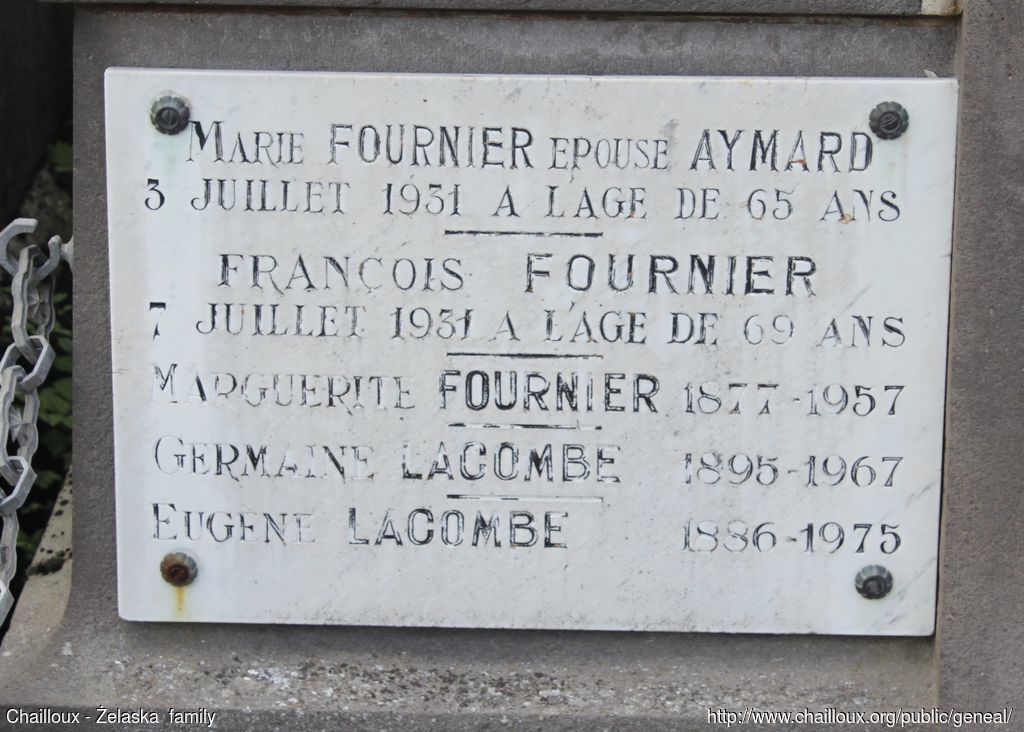 MARIE FOURNIER EPOUSE AYMARD
3 JUILLET 1931 A L'AGE DE 65 ANS
FRANÇOIS FOURNIER
7 JUILLET 1931 A L'AGE DE 69 ANS
MARGUERITE FOURNIER 1877-1957
GERMAINE LACOMBE 1895-1967
EUGENE LACOMBE 1886-1975
Chailloux - Żelaska family
http://www.chailloux.org/public/geneal/